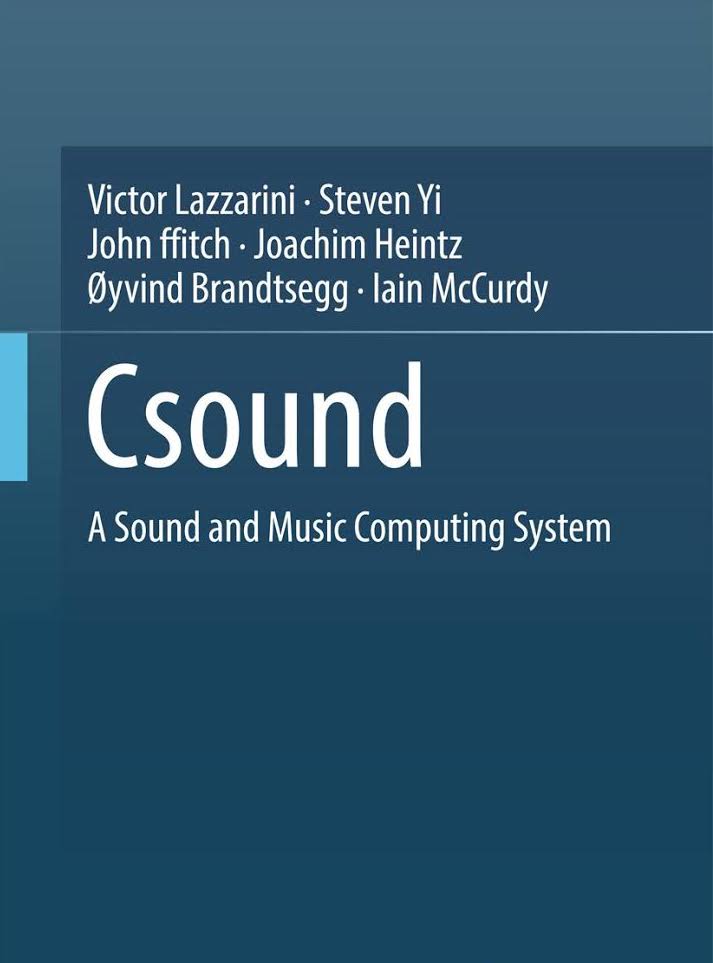 Victor Lazzarini · Steven Yi
John ffitch · Joachim Heintz
Øyvind Brandtsegg · Iain McCurdy
Csound
A Sound and Music Computing System